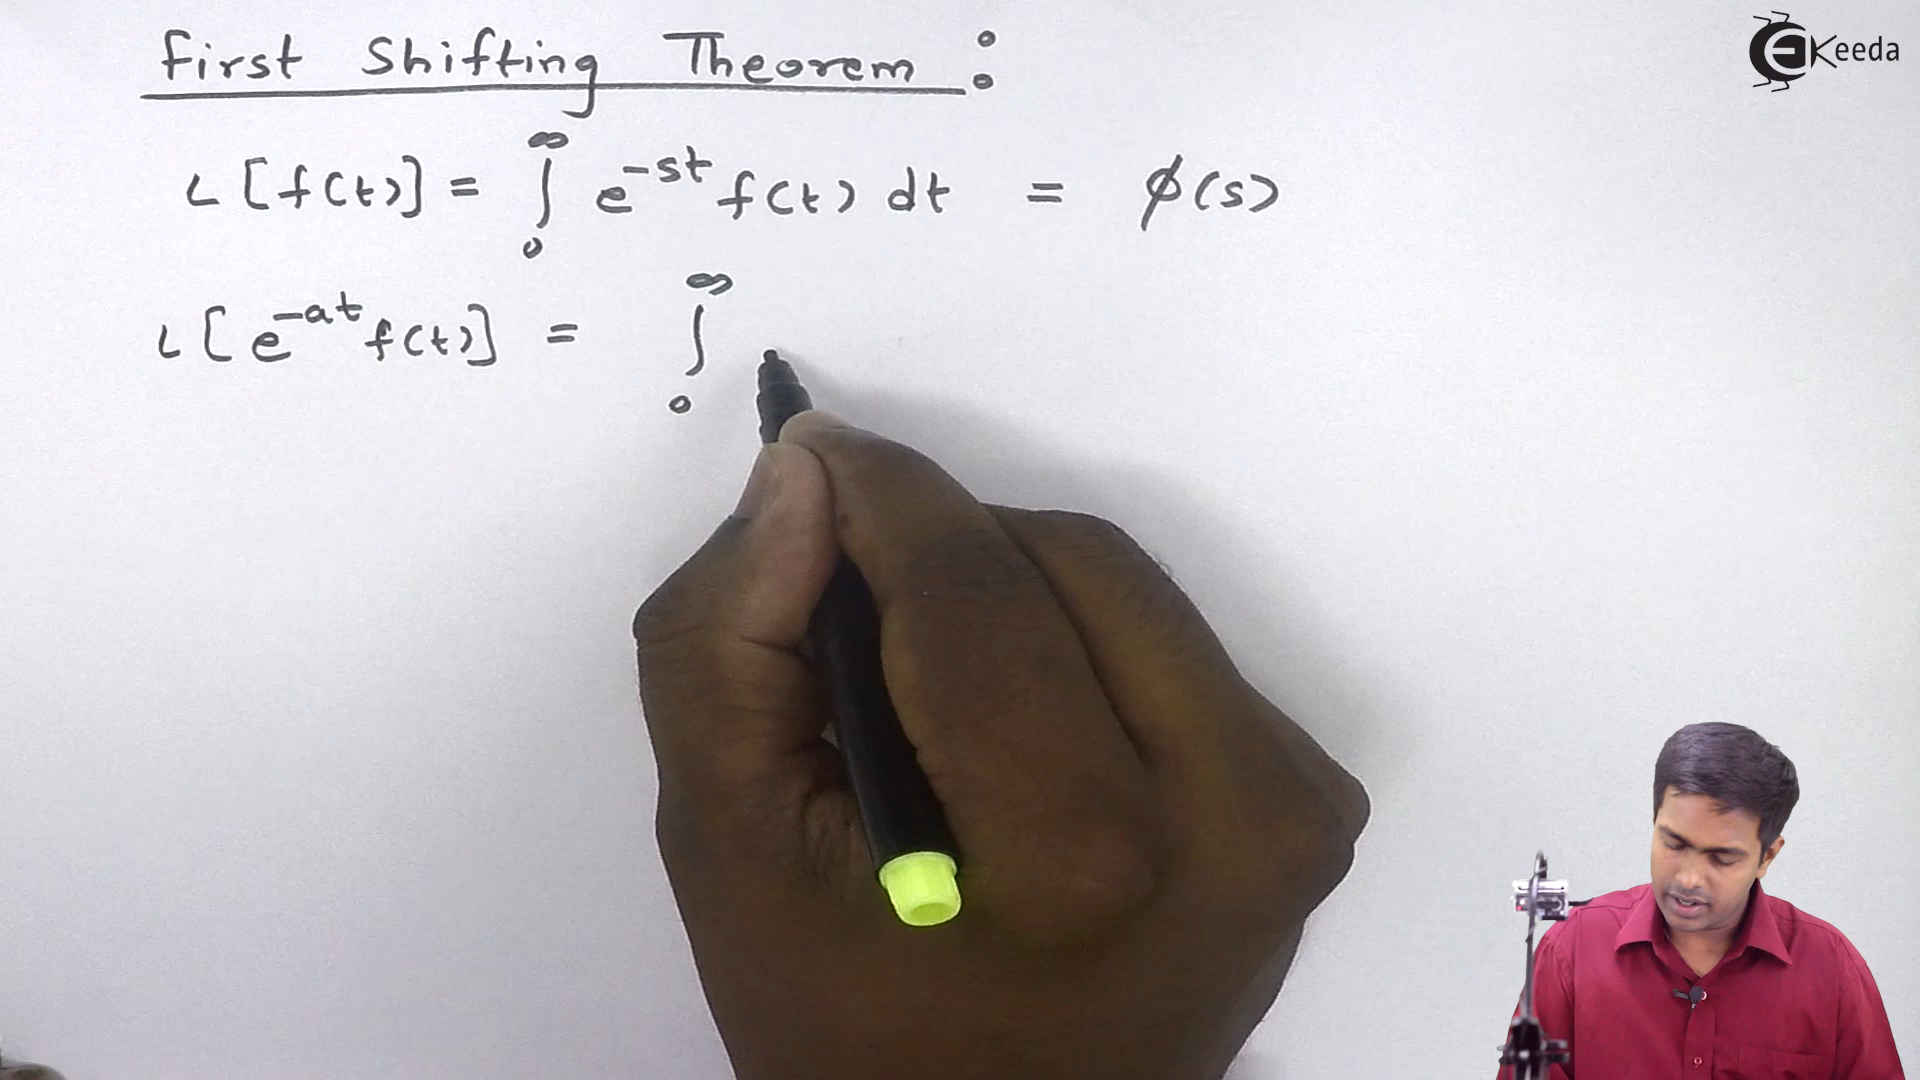 First Shifting Theorem :
L[f(t)] = ∫₀^∞ e^-st f(t) dt = ϕ(s)
L[e^-at f(t)] = ∫₀^∞
EKeeda